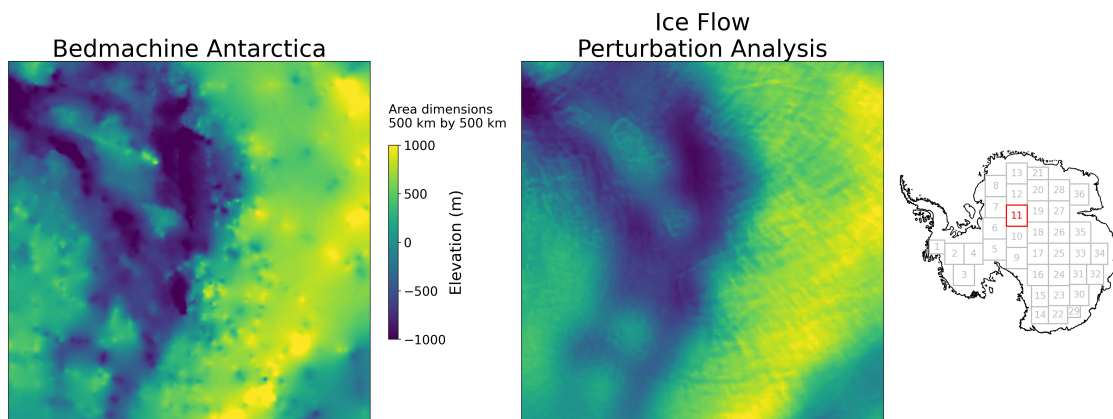 Bedmachine Antarctica
Ice Flow
Perturbation Analysis
Area dimensions
500 km by 500 km
1000
500
0
−500
−1000
Elevation (m)
13 21
8 12 20 28 36
7 11 19 27
6 10 18 26 35
1 2 4 5 9 17 25 33 34
3 16 24 31 32
15 23 30
14 22 29